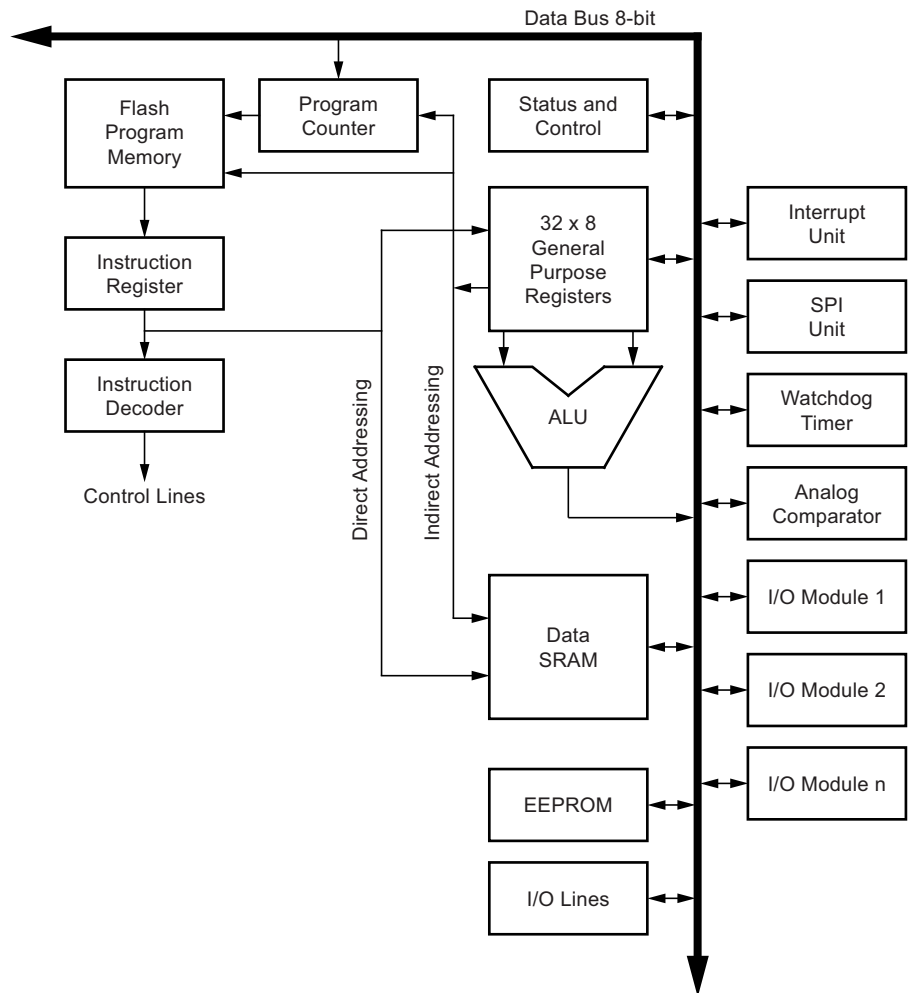 Data Bus 8-bit
Flash
Program
Memory
Program
Counter
Status and
Control
32 x 8
General
Purpose
Registers
Interrupt
Unit
Instruction
Register
SPI
Unit
Instruction
Decoder
Direct Addressing
Indirect Addressing
ALU
Watchdog
Timer
Control Lines
Analog
Comparator
I/O Module 1
Data
SRAM
I/O Module 2
EEPROM
I/O Module n
I/O Lines